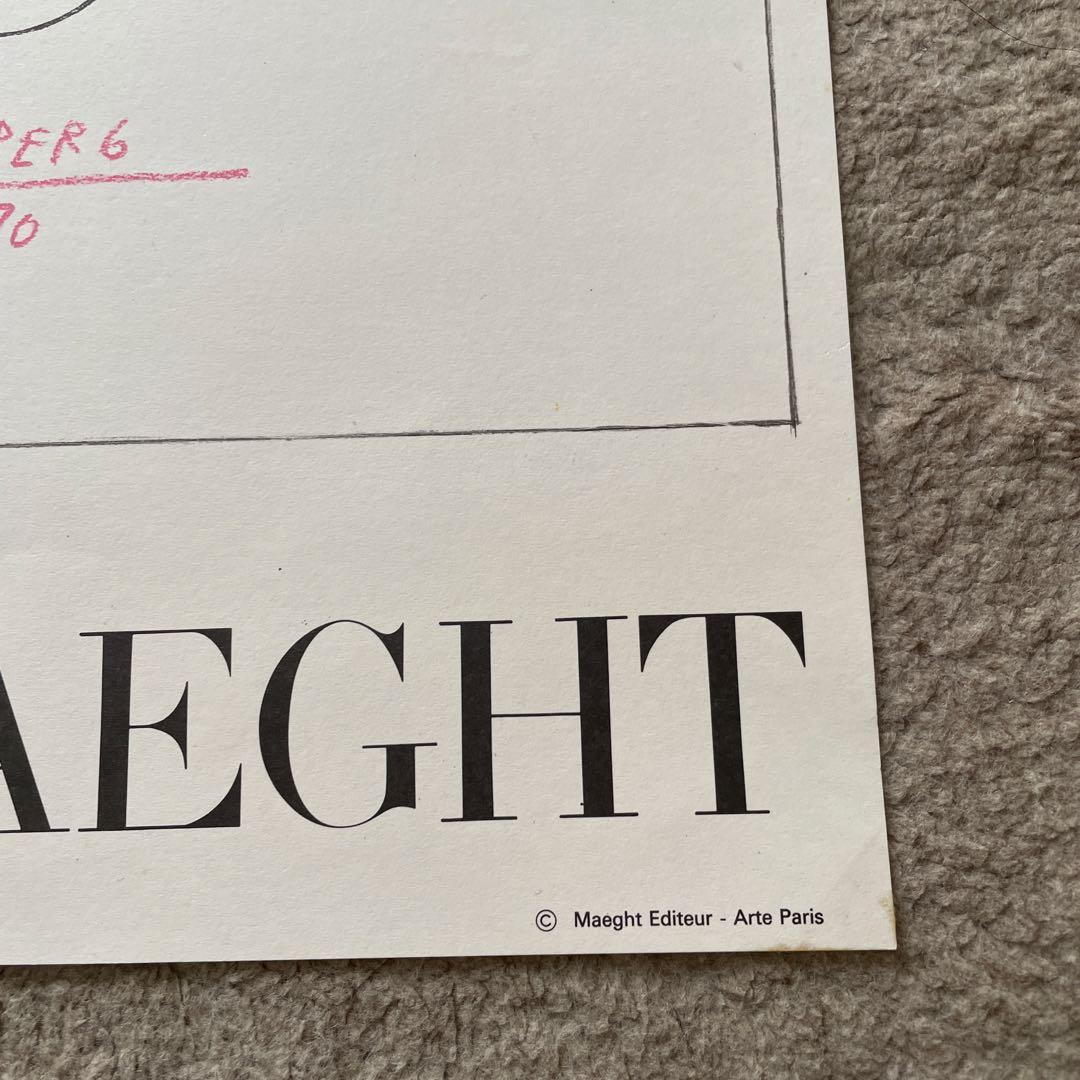 PER 6
70
AEGHT
© Maeght Editeur - Arte Paris